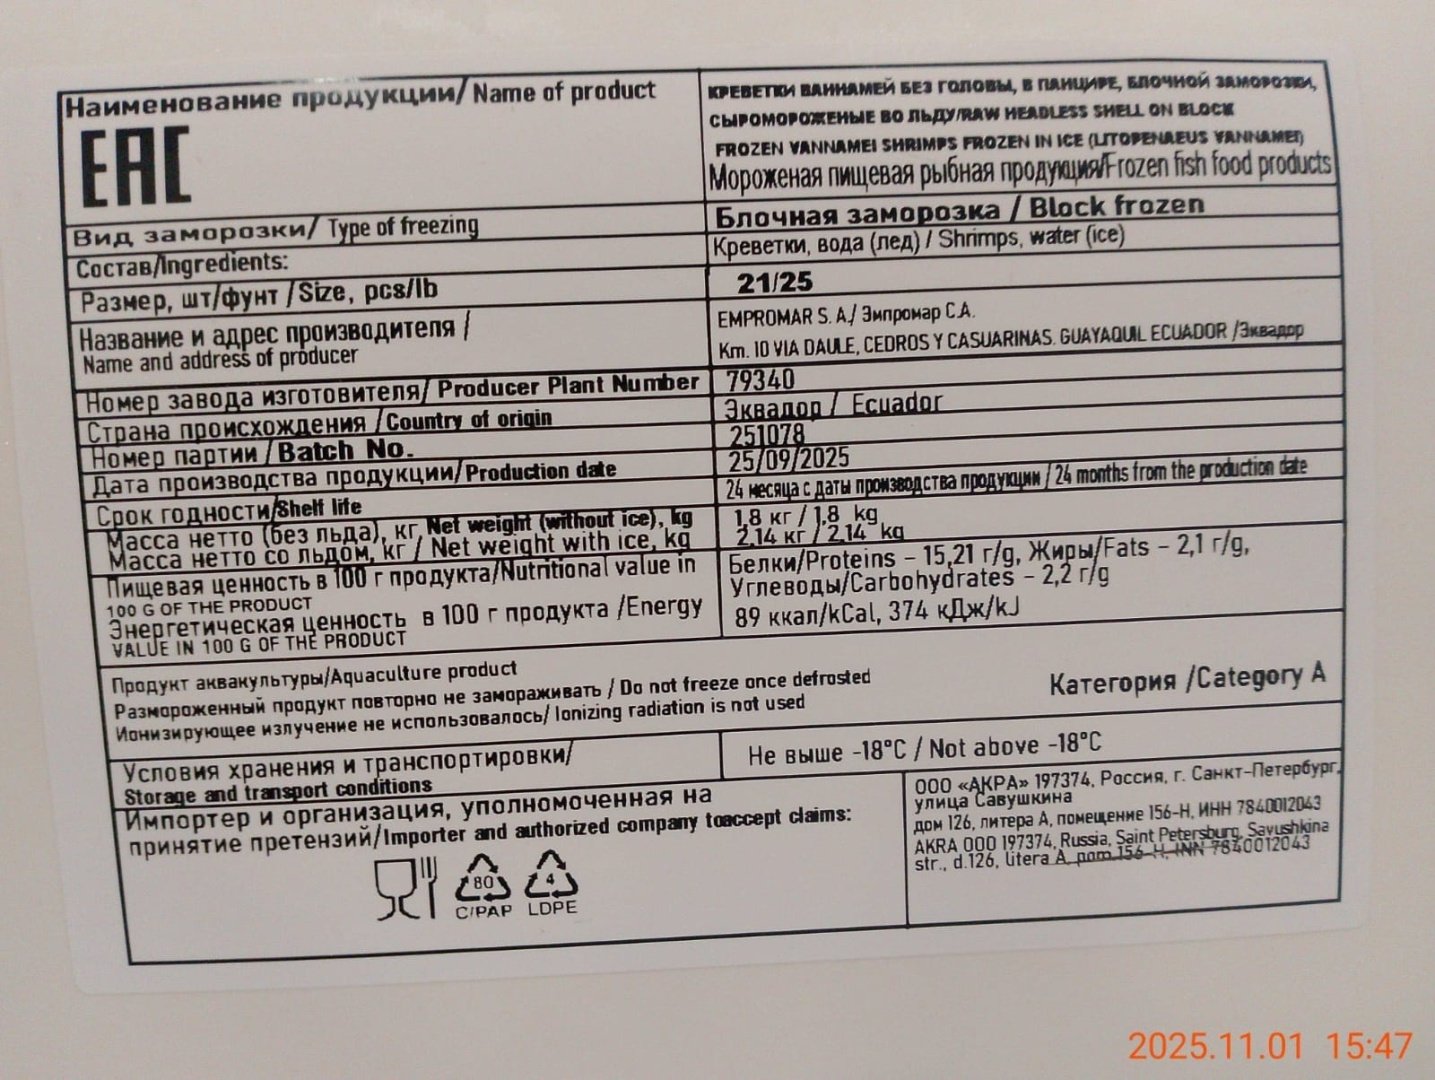 Наименование продукции/ Name of product
EAC
КРЕВЕТКИ ВАННАМЕЙ БЕЗ ГОЛОВЫ, В ПАНЦИРЕ, БЛОЧНОЙ ЗАМОРОЗКИ,
СЫРОМОРОЖЕНЫЕ ВО ЛЬДУ/RAW HEADLESS SHELL ON BLOCK
FROZEN VANNAMEI SHRIMPS FROZEN IN ICE (LITOPENAEUS VANNAMEI)
Мороженая пищевая рыбная продукция/Frozen fish food products
Вид заморозки/ Type of freezing
Блочная заморозка / Block frozen
Состав/Ingredients:
Креветки, вода (лед) / Shrimps, water (ice)
Размер, шт/фунт /Size, pcs/lb
21/25
Название и адрес производителя /
Name and address of producer
EMPROMAR S. A./ Эмпромар С.А.
Km. 10 VIA DAULE, CEDROS Y CASUARINAS. GUAYAQUIL ECUADOR /Эквадор
Номер завода изготовителя/ Producer Plant Number
79340
Страна происхождения /Country of origin
Эквадор / Ecuador
Номер партии /Batch No.
251078
Дата производства продукции/Production date
25/09/2025
Срок годности/Shelf life
24 месяца с даты производства продукции / 24 months from the production date
Масса нетто (без льда), кг Net weight (without ice), kg
1,8 кг / 1,8 kg
Масса нетто со льдом, кг / Net weight with ice, kg
2,14 кг / 2,14 kg
Пищевая ценность в 100 г продукта/Nutritional value in
100 G OF THE PRODUCT
Энергетическая ценность в 100 г продукта /Energy
VALUE IN 100 G OF THE PRODUCT
Белки/Proteins – 15,21 г/g, Жиры/Fats – 2,1 г/g,
Углеводы/Carbohydrates – 2,2 г/g
89 ккал/kCal, 374 кДж/kJ
Продукт аквакультуры/Aquaculture product
Размороженный продукт повторно не замораживать / Do not freeze once defrosted
Ионизирующее излучение не использовалось/ Ionizing radiation is not used
Категория /Category A
Условия хранения и транспортировки/
Storage and transport conditions
Не выше -18°C / Not above -18°C
Импортер и организация, уполномоченная на
принятие претензий/Importer and authorized company toaccept claims:
ООО «АКРА» 197374, Россия, г. Санкт-Петербург,
улица Савушкина
дом 126, литера А, помещение 156-Н, ИНН 7840012043
AKRA OOO 197374, Russia, Saint Petersburg, Savushkina
str., d.126, litera A, pom.156-H, INN 7840012043
80
C/PAP
4
LDPE
2025.11.01 15:47